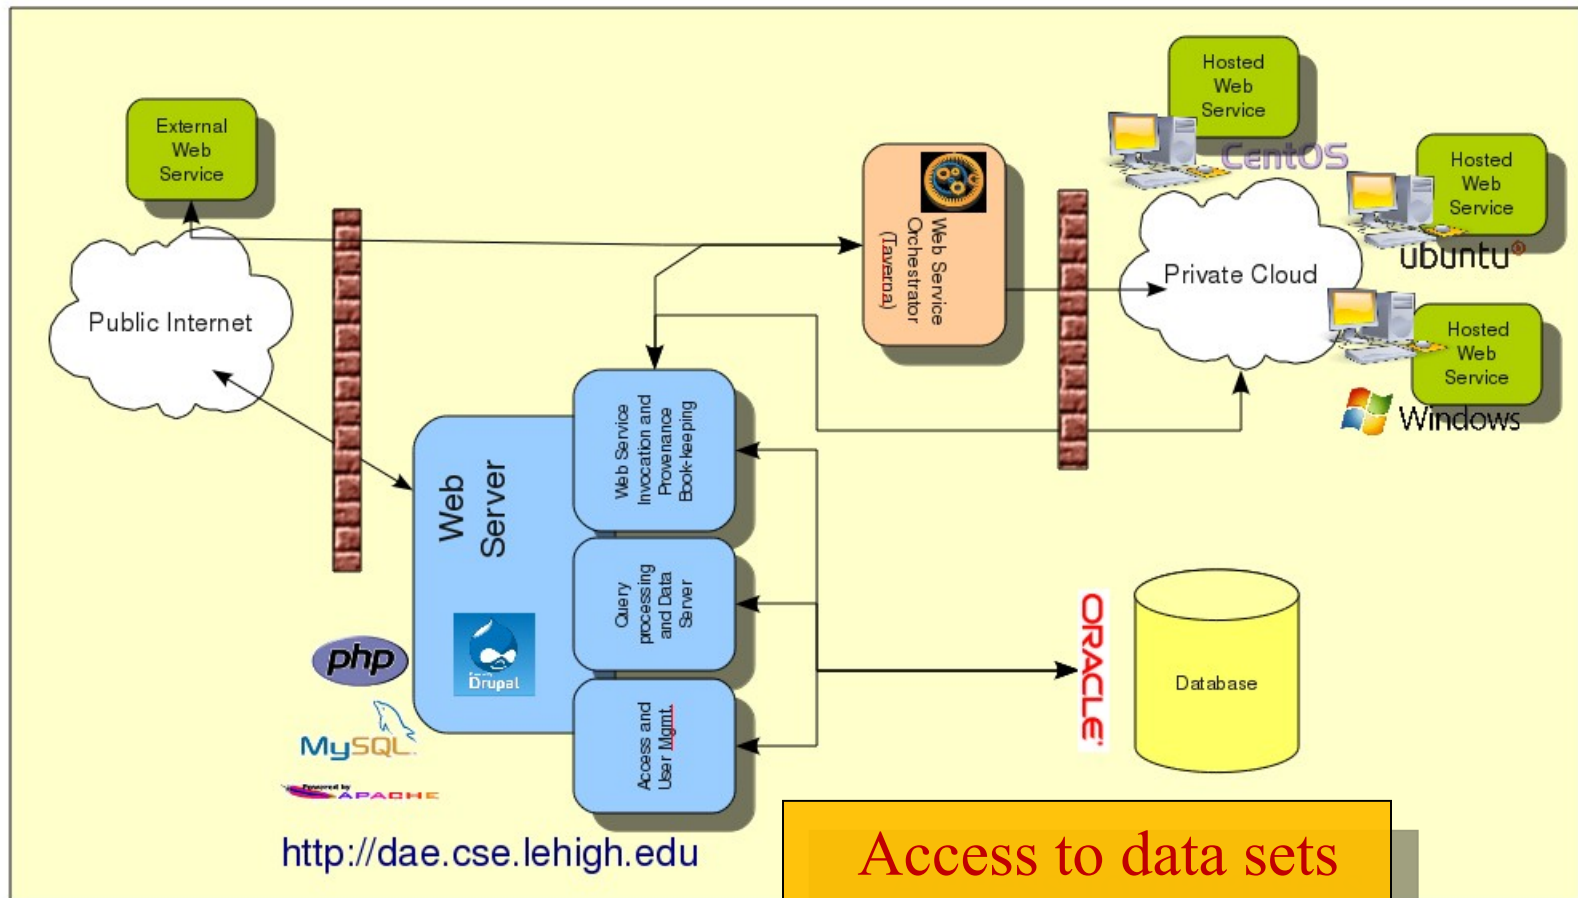 External
Web
Service
Public Internet
Web Service
Orchestrator
(Taverna)
Hosted
Web
Service
CentOS
Hosted
Web
Service
ubuntu®
Private Cloud
Hosted
Web
Service
Windows
Web
Server
Drupal
Web Service
Invocation and
Provenance
Book-keeping
Query
processing
and Data
Server
Access and
User Mgmt.
php
MySQL
Powered by
APACHE
http://dae.cse.lehigh.edu
ORACLE
Database
Access to data sets